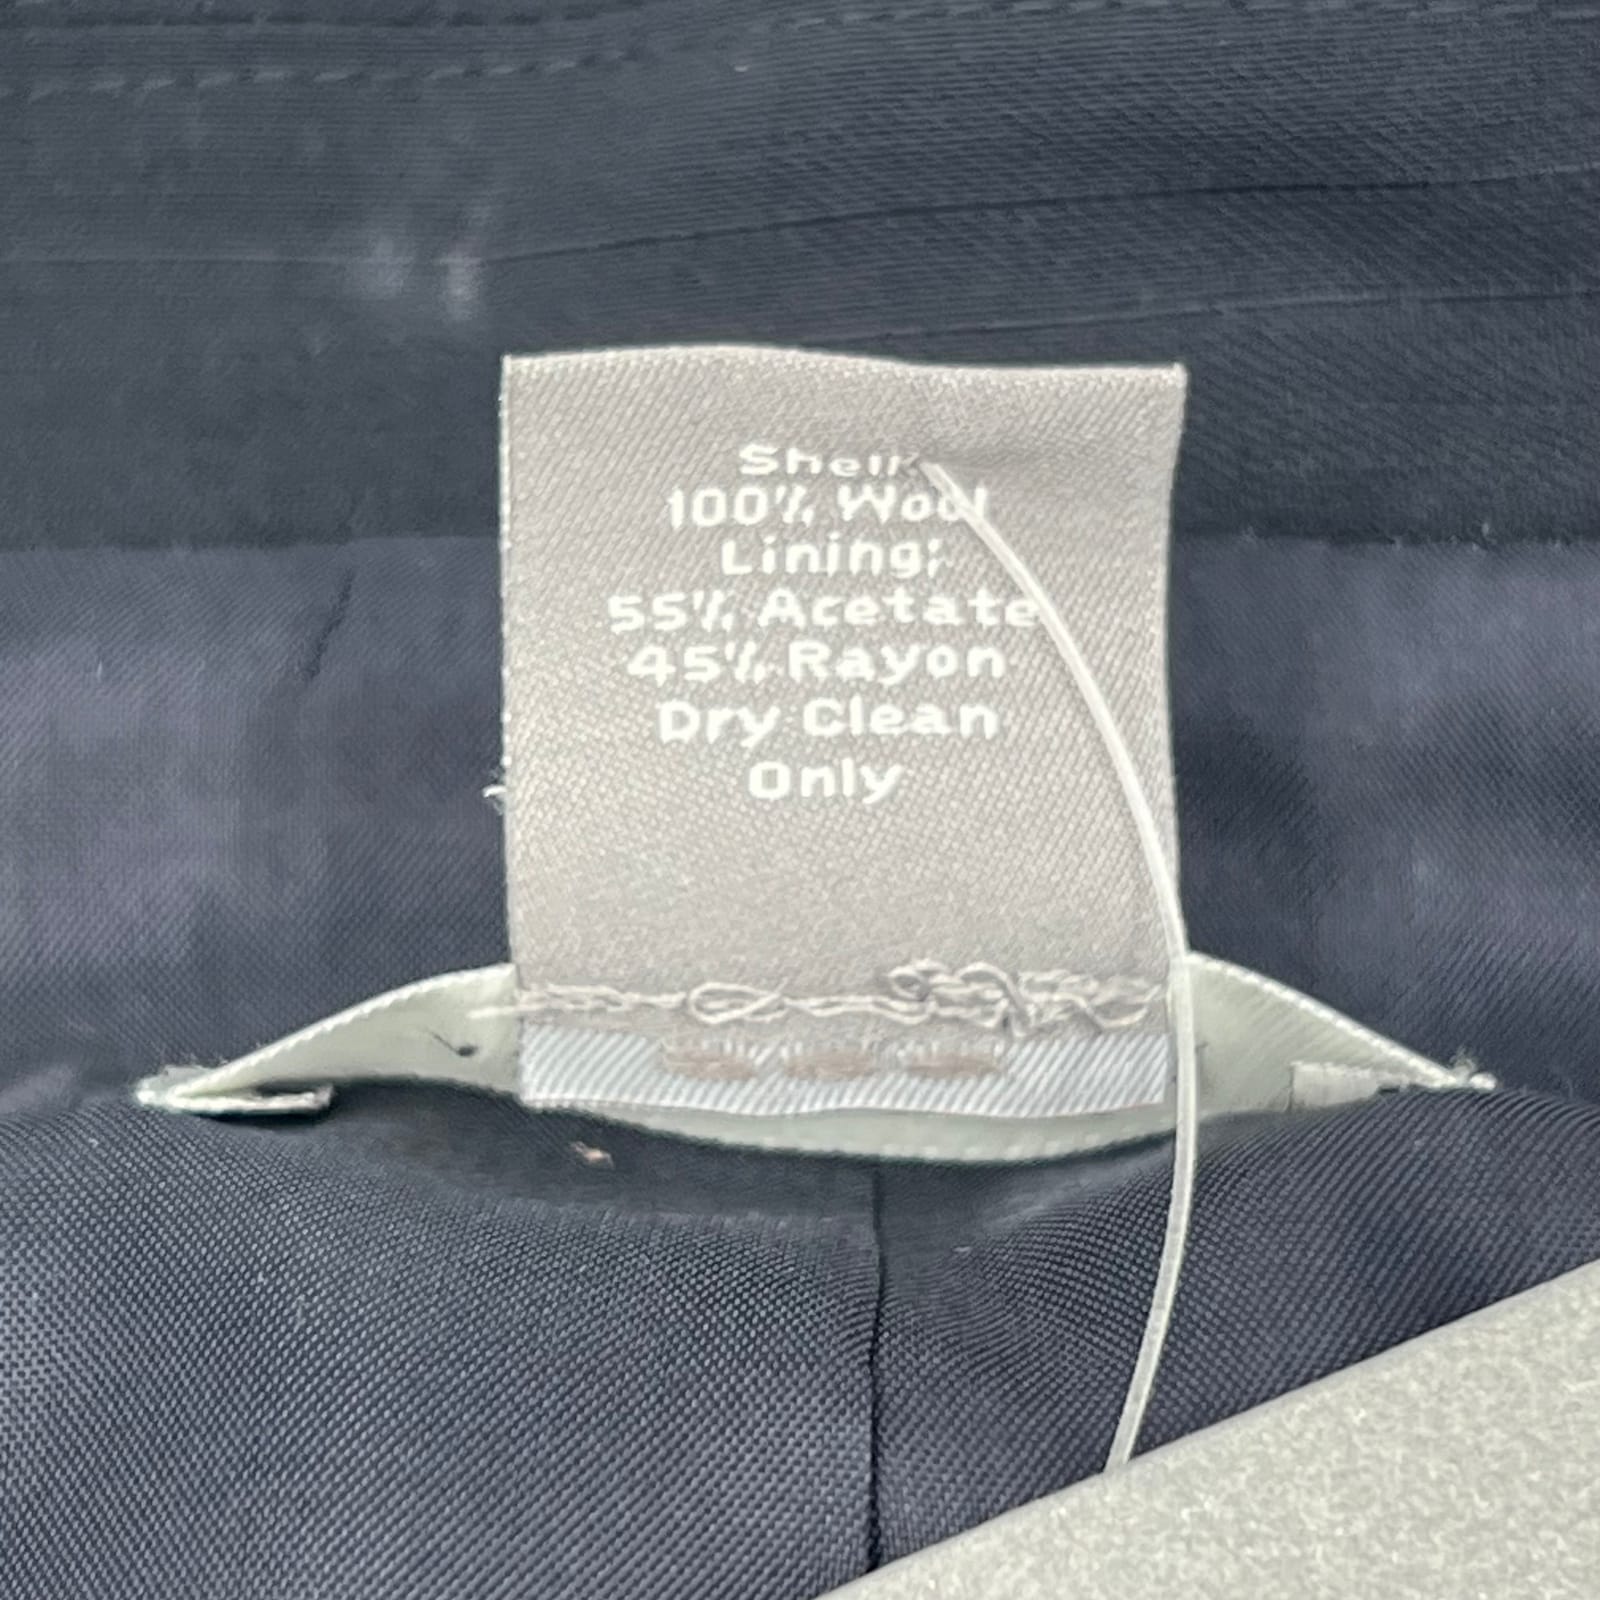 Shell:
100% Wool
Lining:
55% Acetate
45% Rayon
Dry Clean
Only